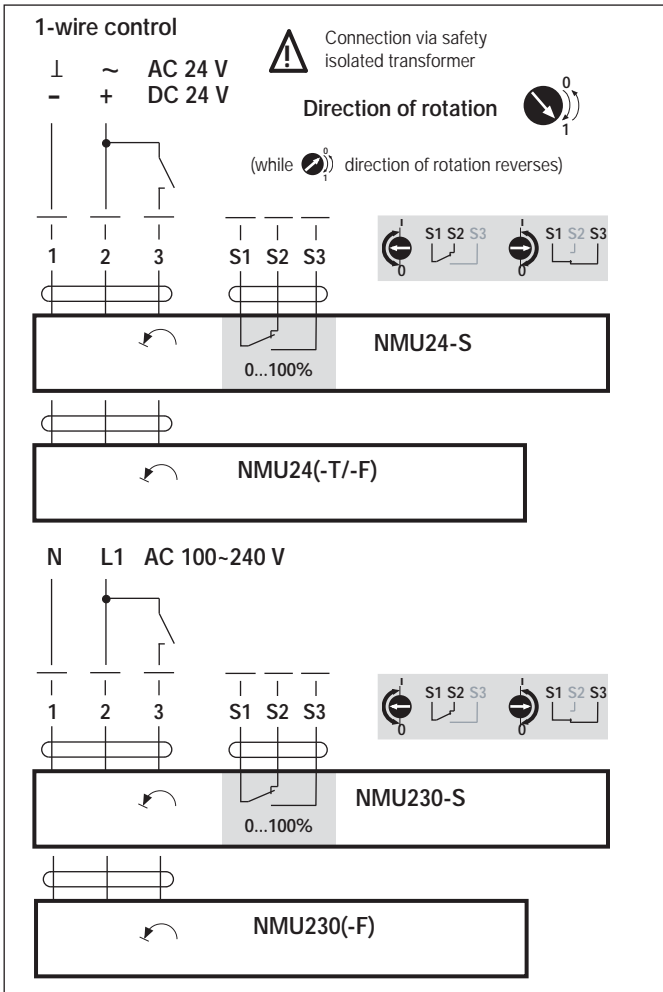 1-wire control
Connection via safety
isolated transformer
⊥ ~ AC 24 V
– + DC 24 V
Direction of rotation
0
1
(while 0 1 direction of rotation reverses)
1 2 3 S1 S2 S3
I 0 S1 S2 S3
I 0 S1 S2 S3
NMU24-S
0...100%
NMU24(-T/-F)
N L1 AC 100~240 V
1 2 3 S1 S2 S3
I 0 S1 S2 S3
I 0 S1 S2 S3
NMU230-S
0...100%
NMU230(-F)